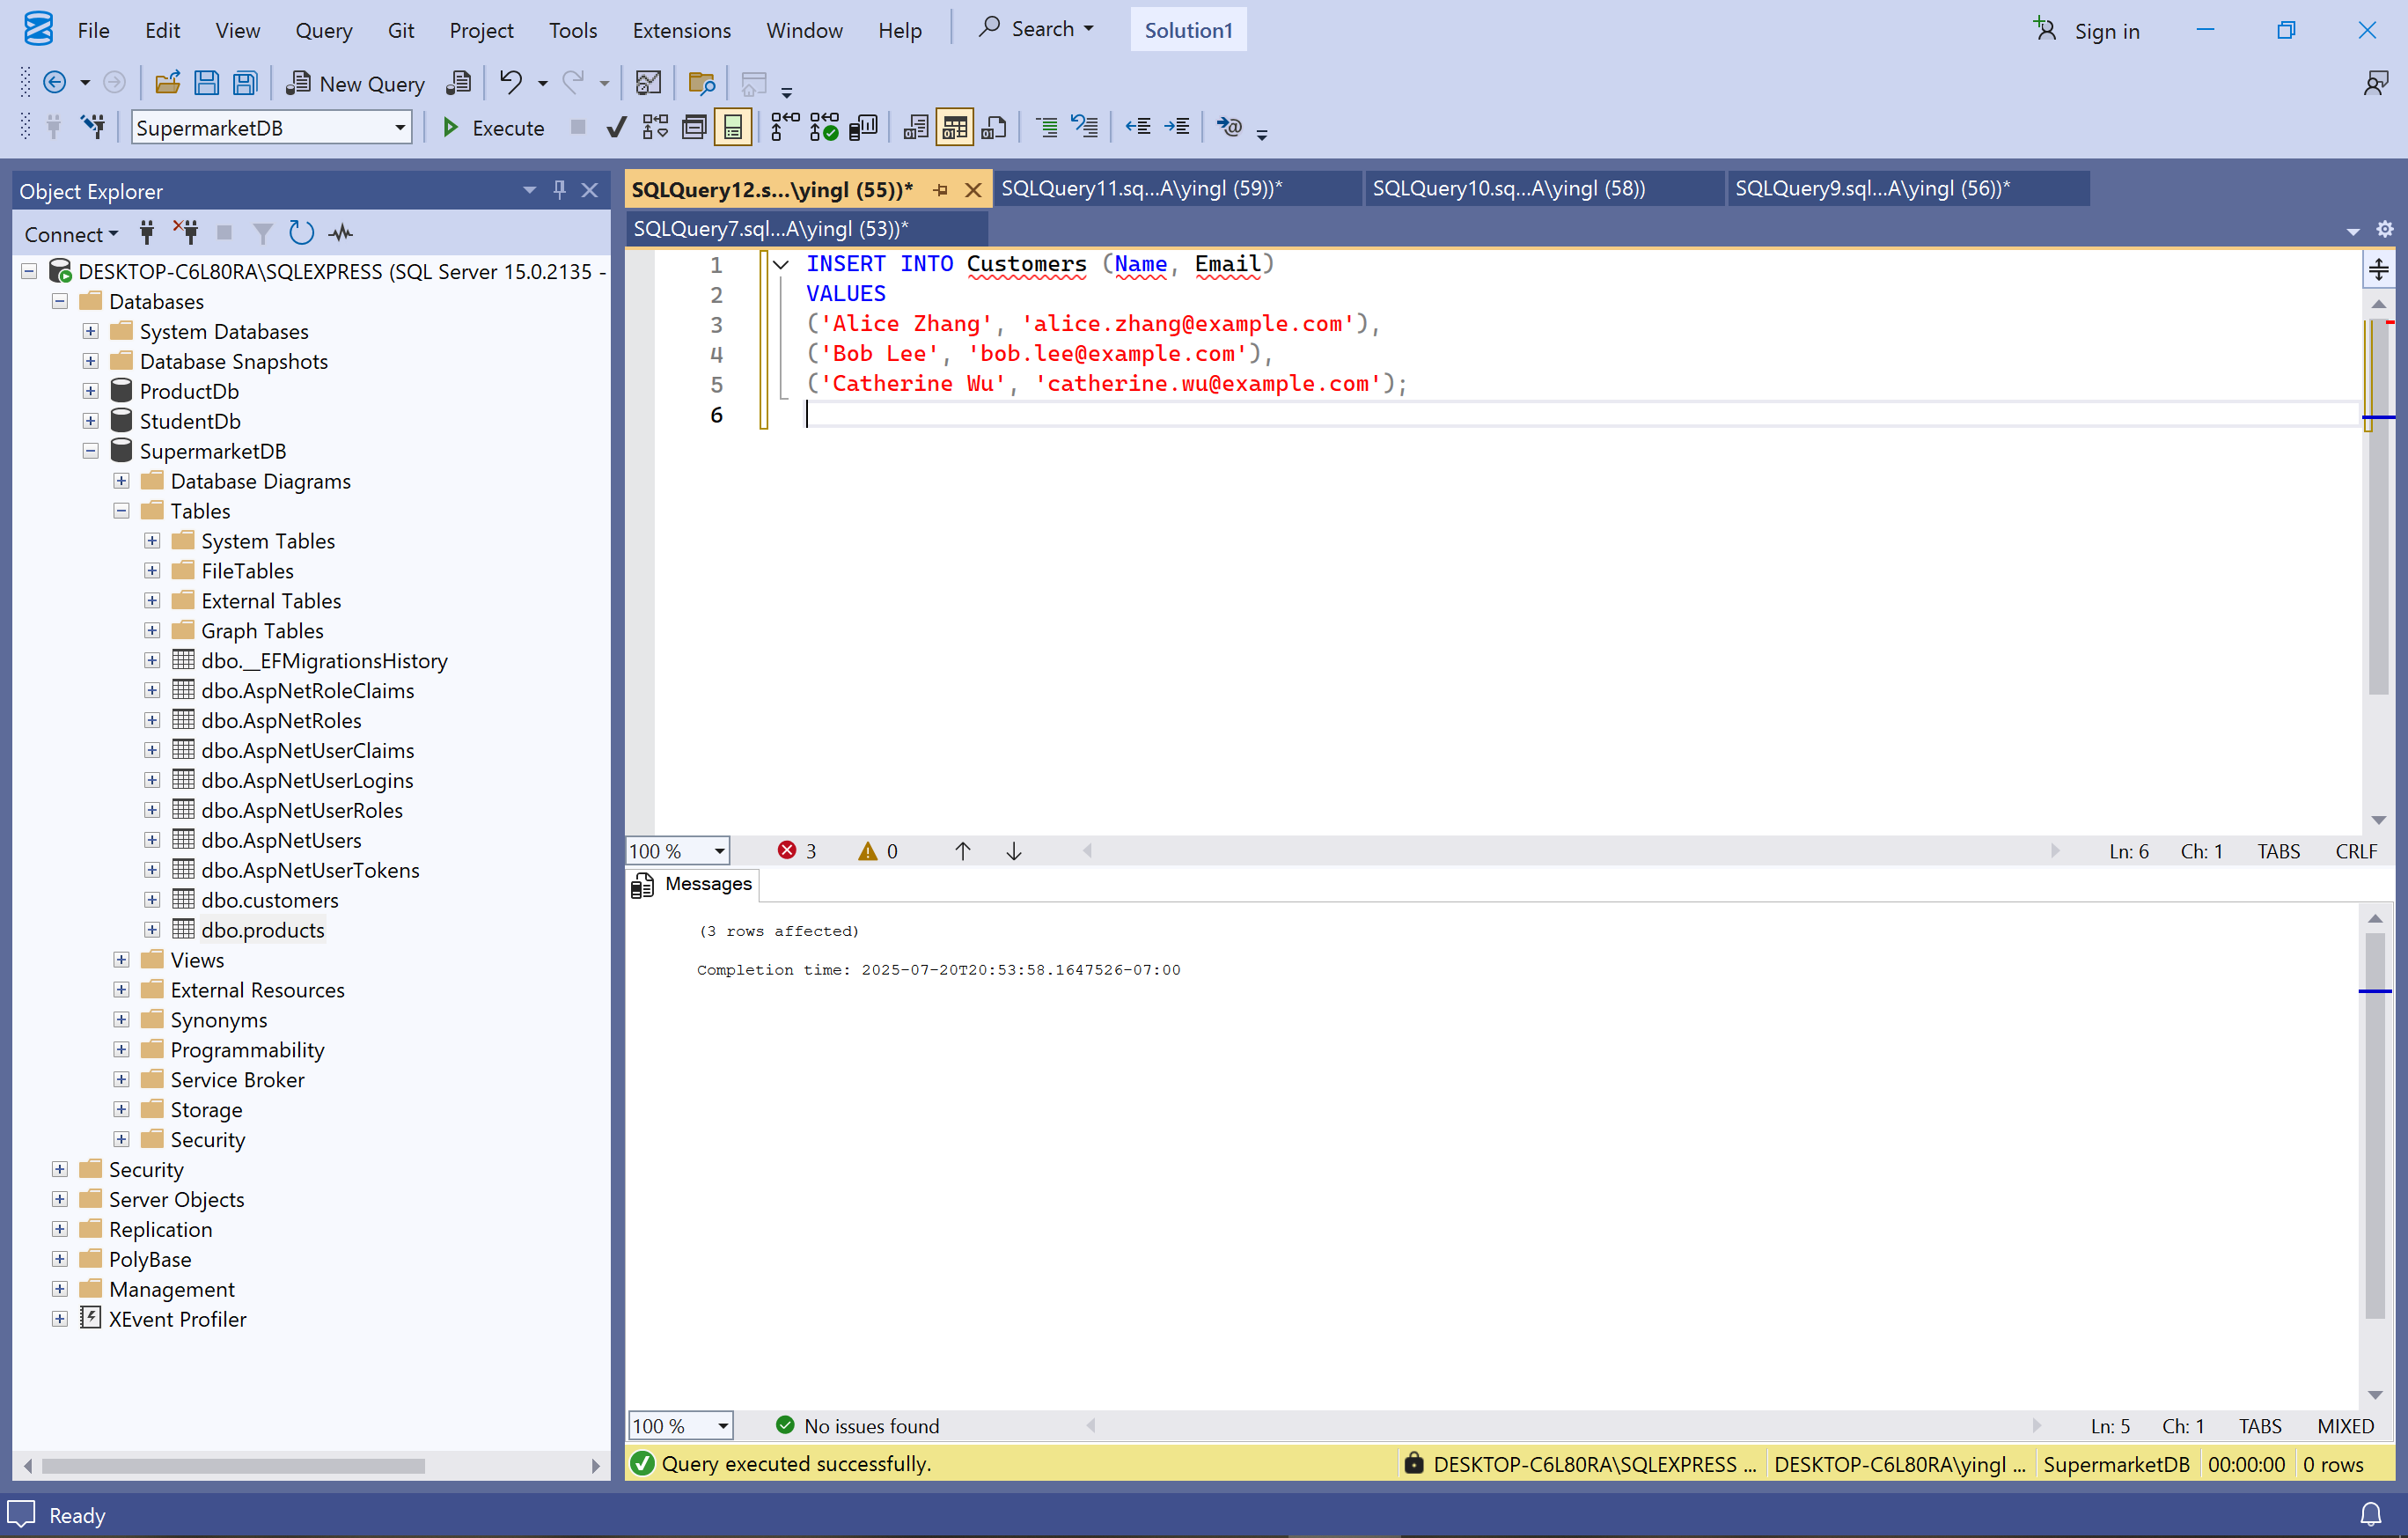 File Edit View Query Git Project Tools Extensions Window Help Search Solution1 Sign in
New Query
SupermarketDB Execute
Object Explorer
Connect
DESKTOP-C6L80RA\SQLEXPRESS (SQL Server 15.0.2135 -
Databases
System Databases
Database Snapshots
ProductDb
StudentDb
SupermarketDB
Database Diagrams
Tables
System Tables
FileTables
External Tables
Graph Tables
dbo.__EFMigrationsHistory
dbo.AspNetRoleClaims
dbo.AspNetRoles
dbo.AspNetUserClaims
dbo.AspNetUserLogins
dbo.AspNetUserRoles
dbo.AspNetUsers
dbo.AspNetUserTokens
dbo.customers
dbo.products
Views
External Resources
Synonyms
Programmability
Service Broker
Storage
Security
Security
Server Objects
Replication
PolyBase
Management
XEvent Profiler
SQLQuery12.s...\yingl (55))* SQLQuery11.sq...A\yingl (59))* SQLQuery10.sq...A\yingl (58)) SQLQuery9.sql...A\yingl (56))*
SQLQuery7.sql...A\yingl (53))*
1 INSERT INTO Customers (Name, Email)
2 VALUES
3 ('Alice Zhang', 'alice.zhang@example.com'),
4 ('Bob Lee', 'bob.lee@example.com'),
5 ('Catherine Wu', 'catherine.wu@example.com');
6
100 % 3 0 Ln: 6 Ch: 1 TABS CRLF
Messages
(3 rows affected)
Completion time: 2025-07-20T20:53:58.1647526-07:00
100 % No issues found Ln: 5 Ch: 1 TABS MIXED
Query executed successfully. DESKTOP-C6L80RA\SQLEXPRESS ... DESKTOP-C6L80RA\yingl ... SupermarketDB 00:00:00 0 rows
Ready